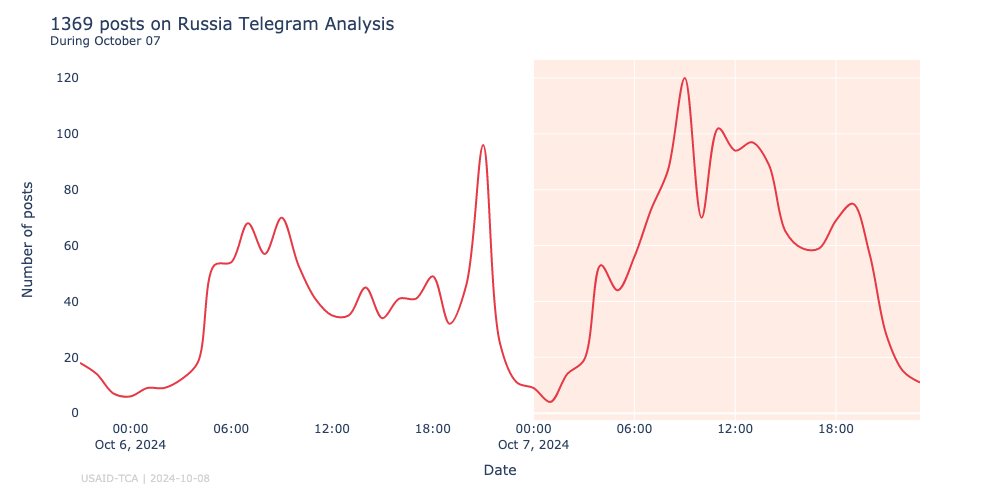 1369 posts on Russia Telegram Analysis
During October 07
120
100
80
60
40
20
0
Number of posts
00:00 06:00 12:00 18:00 00:00 06:00 12:00 18:00
Oct 6, 2024 Oct 7, 2024
Date
USAID-TCA | 2024-10-08